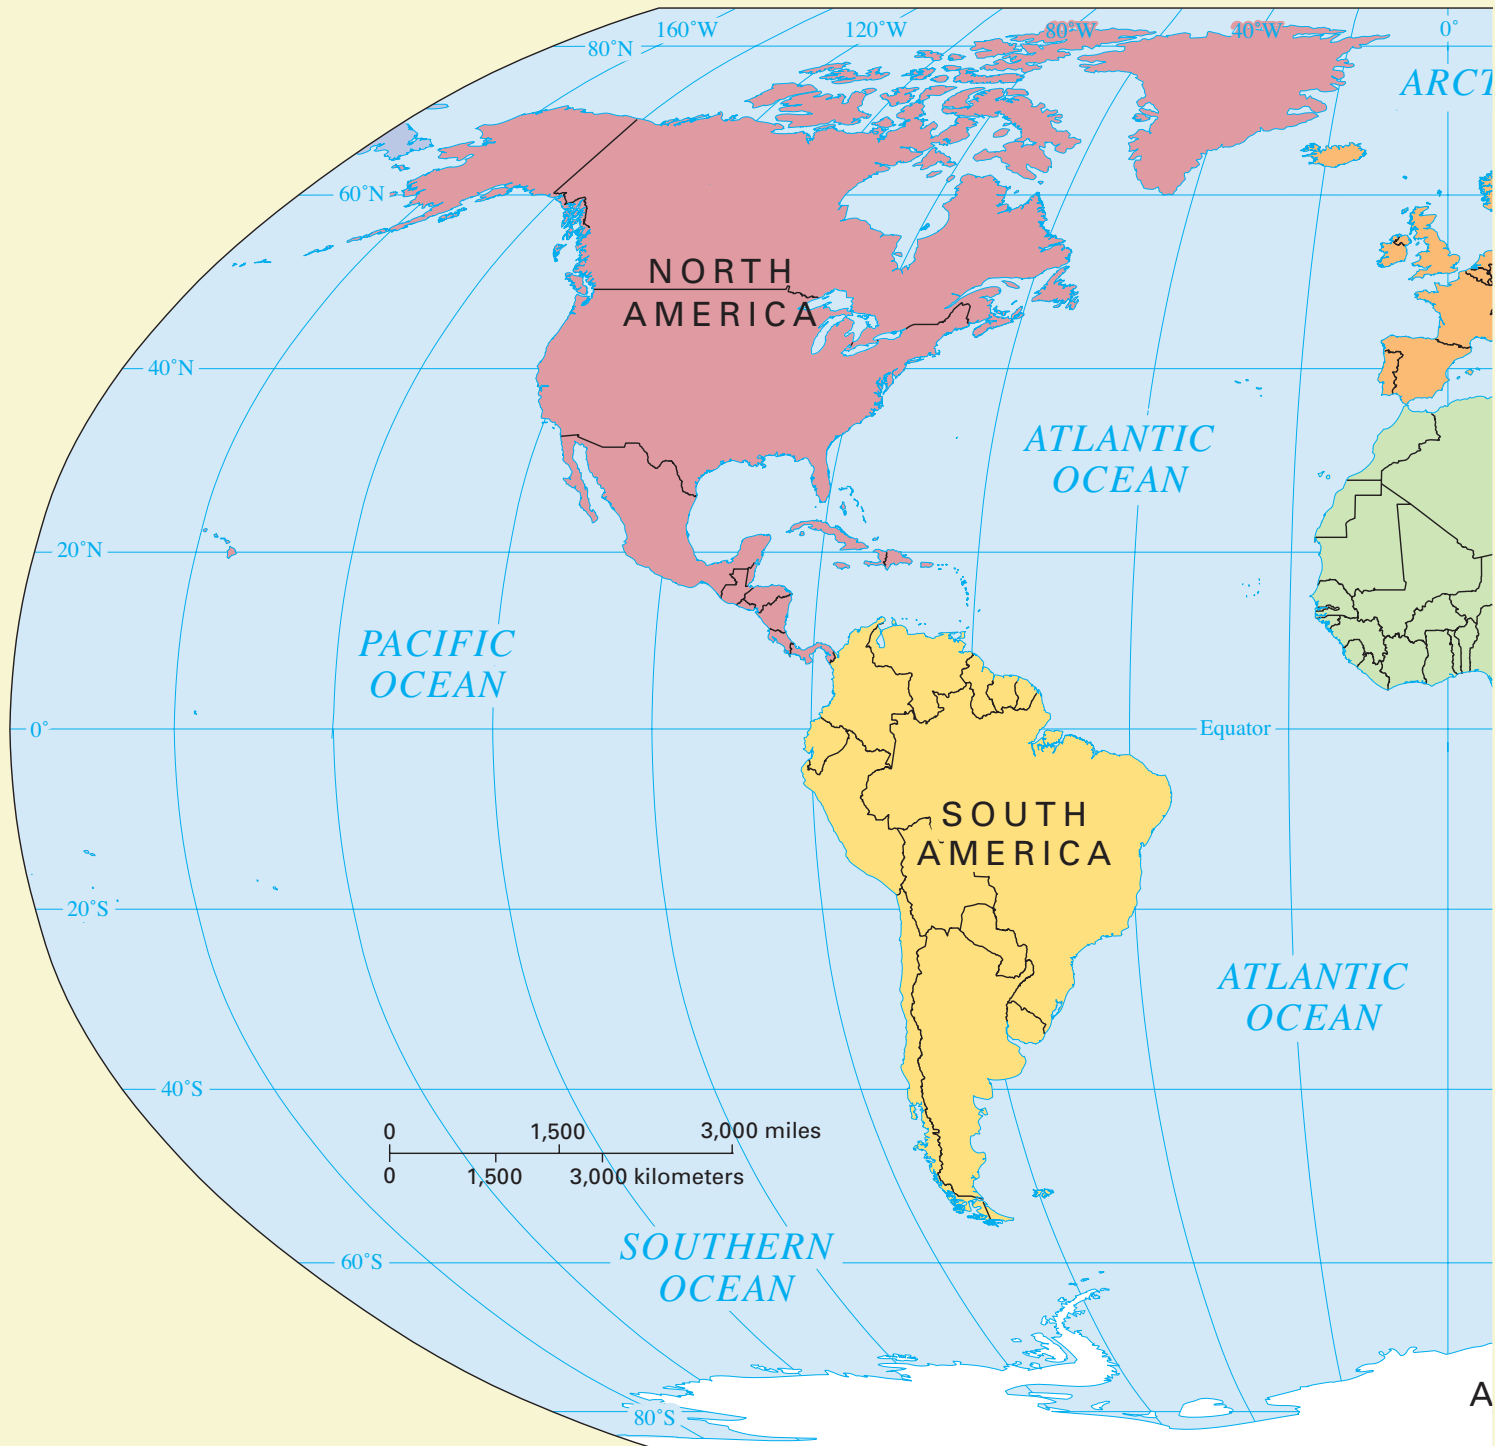 160°W
120°W
80°W
40°W
0°
80°N
ARCT
60°N
NORTH
AMERICA
40°N
ATLANTIC
OCEAN
20°N
PACIFIC
OCEAN
0°
Equator
SOUTH
AMERICA
20°S
ATLANTIC
OCEAN
40°S
0
1,500
3,000 miles
0
1,500
3,000 kilometers
SOUTHERN
OCEAN
60°S
A
80°S